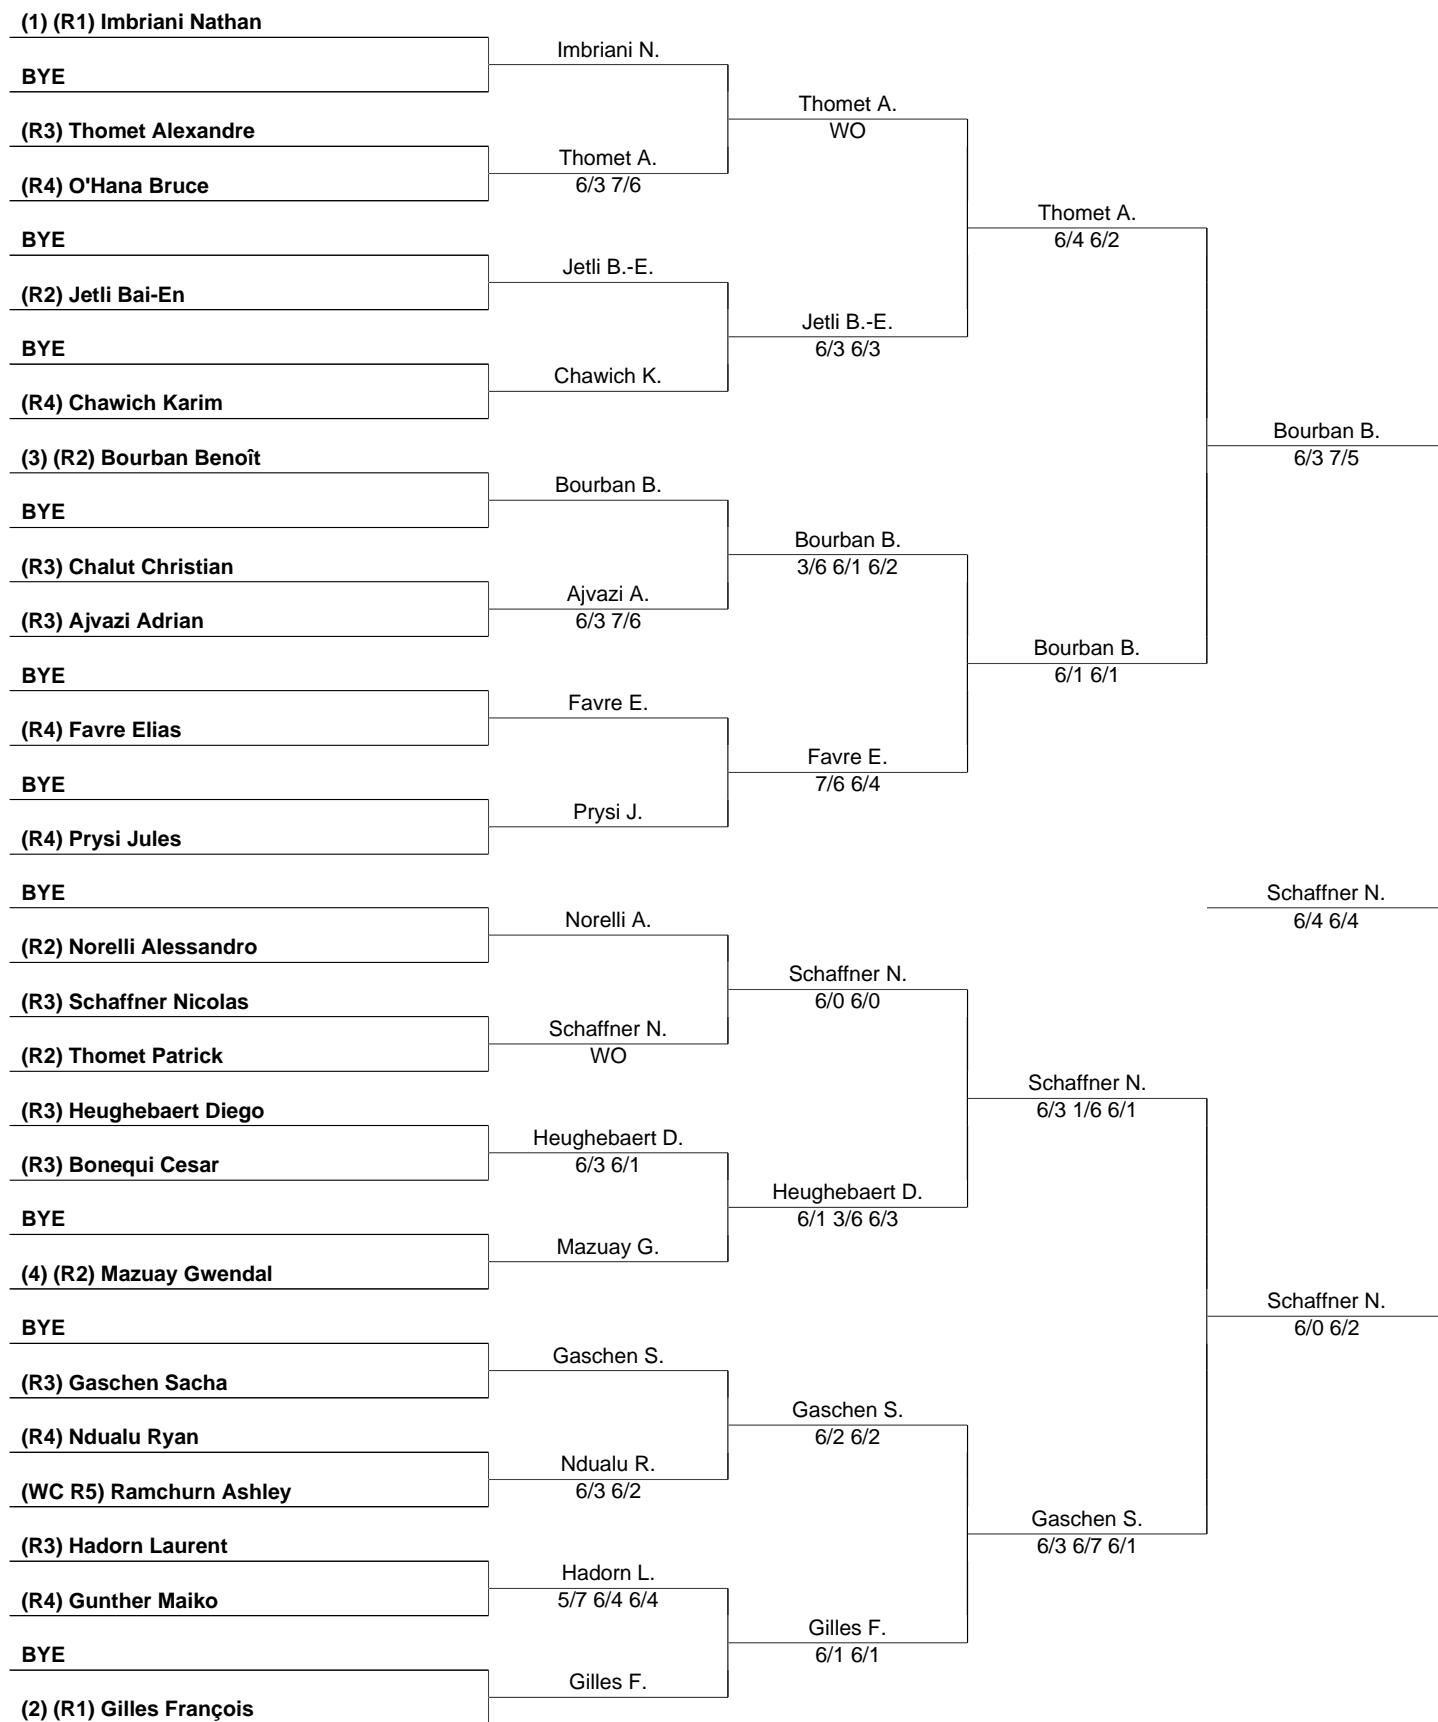 (1) (R1) Imbriani Nathan
BYE
(R3) Thomet Alexandre
(R4) O'Hana Bruce
BYE
(R2) Jetli Bai-En
BYE
(R4) Chawich Karim
(3) (R2) Bourban Benoît
BYE
(R3) Chalut Christian
(R3) Ajvazi Adrian
BYE
(R4) Favre Elias
BYE
(R4) Prysi Jules
BYE
(R2) Norelli Alessandro
(R3) Schaffner Nicolas
(R2) Thomet Patrick
(R3) Heughebaert Diego
(R3) Bonequi Cesar
BYE
(4) (R2) Mazuay Gwendal
BYE
(R3) Gaschen Sacha
(R4) Ndualu Ryan
(WC R5) Ramchurn Ashley
(R3) Hadorn Laurent
(R4) Gunther Maiko
BYE
(2) (R1) Gilles François
Imbriani N.
Thomet A.
6/3 7/6
Jetli B.-E.
Chawich K.
Bourban B.
Ajvazi A.
6/3 7/6
Favre E.
Prysi J.
Norelli A.
Schaffner N.
WO
Heughebaert D.
6/3 6/1
Mazuay G.
Gaschen S.
Ndualu R.
6/3 6/2
Hadorn L.
5/7 6/4 6/4
Gilles F.
Thomet A.
WO
Jetli B.-E.
6/3 6/3
Bourban B.
3/6 6/1 6/2
Favre E.
7/6 6/4
Schaffner N.
6/0 6/0
Heughebaert D.
6/1 3/6 6/3
Gaschen S.
6/2 6/2
Gilles F.
6/1 6/1
Thomet A.
6/4 6/2
Bourban B.
6/1 6/1
Schaffner N.
6/3 1/6 6/1
Gaschen S.
6/3 6/7 6/1
Bourban B.
6/3 7/5
Schaffner N.
6/4 6/4
Schaffner N.
6/0 6/2